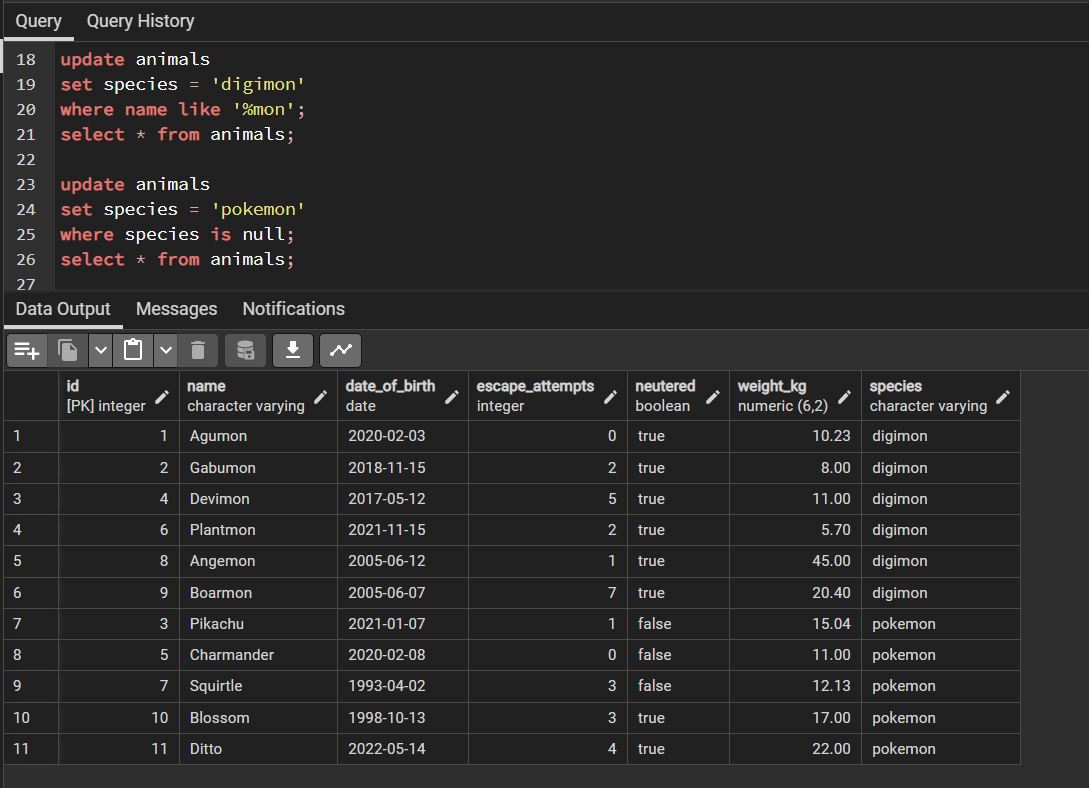 Query Query History
18 update animals
19 set species = 'digimon'
20 where name like '%mon';
21 select * from animals;
22
23 update animals
24 set species = 'pokemon'
25 where species is null;
26 select * from animals;
27
Data Output Messages Notifications
id name date_of_birth escape_attempts neutered weight_kg species
[PK] integer character varying date integer boolean numeric (6,2) character varying
1 1 Agumon 2020-02-03 0 true 10.23 digimon
2 2 Gabumon 2018-11-15 2 true 8.00 digimon
3 4 Devimon 2017-05-12 5 true 11.00 digimon
4 6 Plantmon 2021-11-15 2 true 5.70 digimon
5 8 Angemon 2005-06-12 1 true 45.00 digimon
6 9 Boarmon 2005-06-07 7 true 20.40 digimon
7 3 Pikachu 2021-01-07 1 false 15.04 pokemon
8 5 Charmander 2020-02-08 0 false 11.00 pokemon
9 7 Squirtle 1993-04-02 3 false 12.13 pokemon
10 10 Blossom 1998-10-13 3 true 17.00 pokemon
11 11 Ditto 2022-05-14 4 true 22.00 pokemon